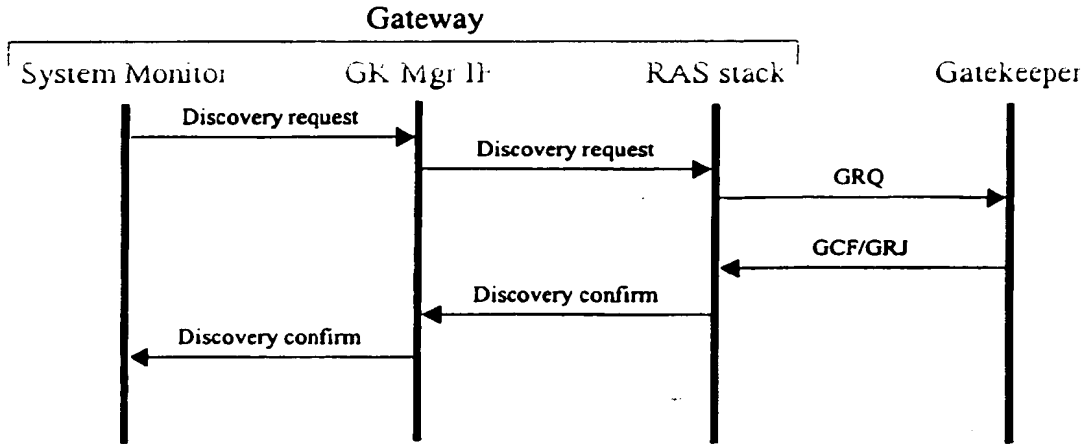 Gateway
System Monitor GK Mgr IF RAS stack Gatekeeper
Discovery request
Discovery request
GRQ
GCF/GRJ
Discovery confirm
Discovery confirm